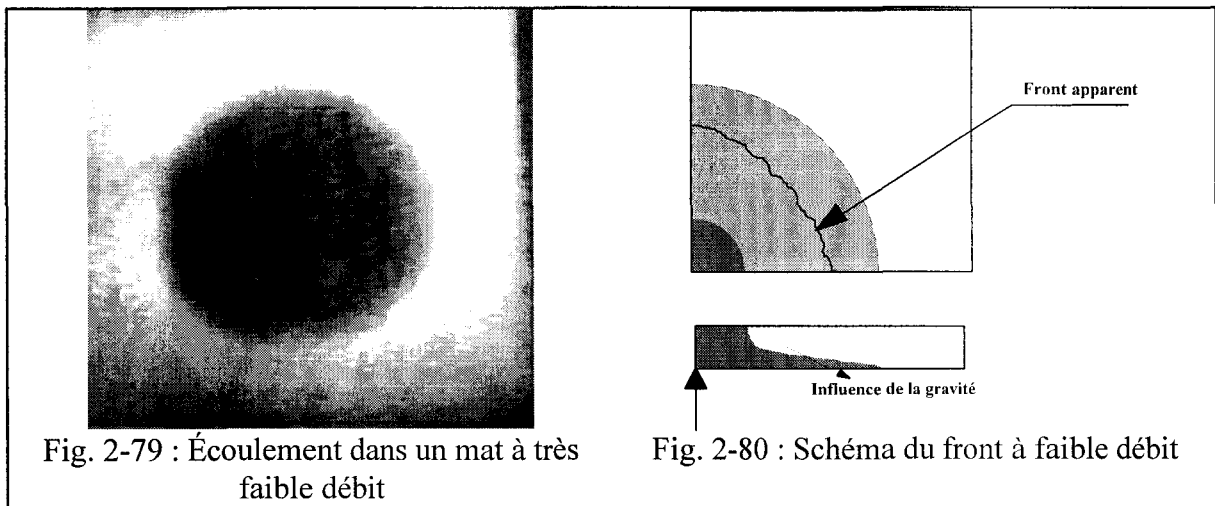 Front apparent
Influence de la gravité
Fig. 2-79 : Écoulement dans un mat à très
faible débit
Fig. 2-80 : Schéma du front à faible débit